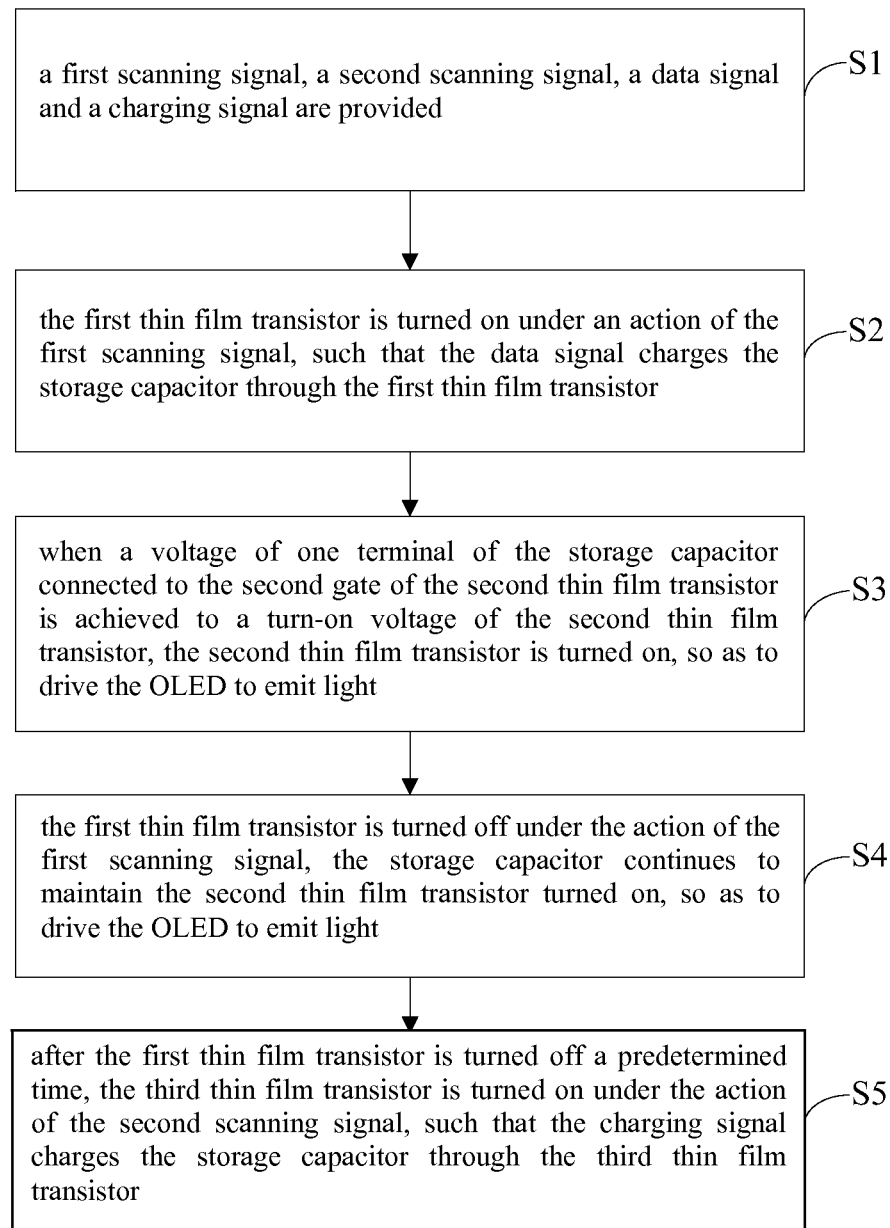 a first scanning signal, a second scanning signal, a data signal
and a charging signal are provided
S1
the first thin film transistor is turned on under an action of the
first scanning signal, such that the data signal charges the
storage capacitor through the first thin film transistor
S2
when a voltage of one terminal of the storage capacitor
connected to the second gate of the second thin film transistor
is achieved to a turn-on voltage of the second thin film
transistor, the second thin film transistor is turned on, so as to
drive the OLED to emit light
S3
the first thin film transistor is turned off under the action of the
first scanning signal, the storage capacitor continues to
maintain the second thin film transistor turned on, so as to
drive the OLED to emit light
S4
after the first thin film transistor is turned off a predetermined
time, the third thin film transistor is turned on under the action
of the second scanning signal, such that the charging signal
charges the storage capacitor through the third thin film
transistor
S5